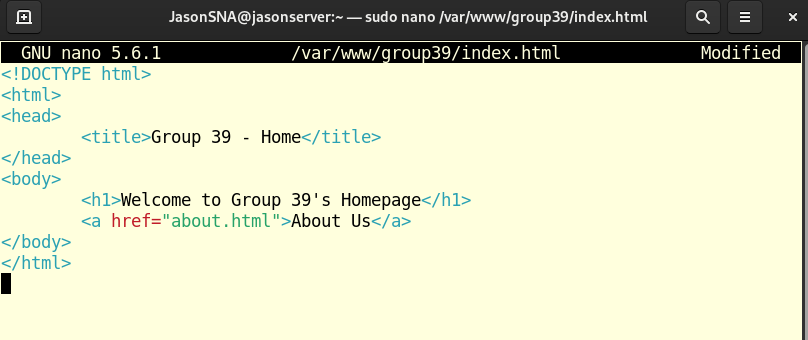 JasonSNA@jasonserver:~ — sudo nano /var/www/group39/index.html
GNU nano 5.6.1 /var/www/group39/index.html Modified
<!DOCTYPE html>
<html>
<head>
        <title>Group 39 - Home</title>
</head>
<body>
        <h1>Welcome to Group 39's Homepage</h1>
        <a href="about.html">About Us</a>
</body>
</html>